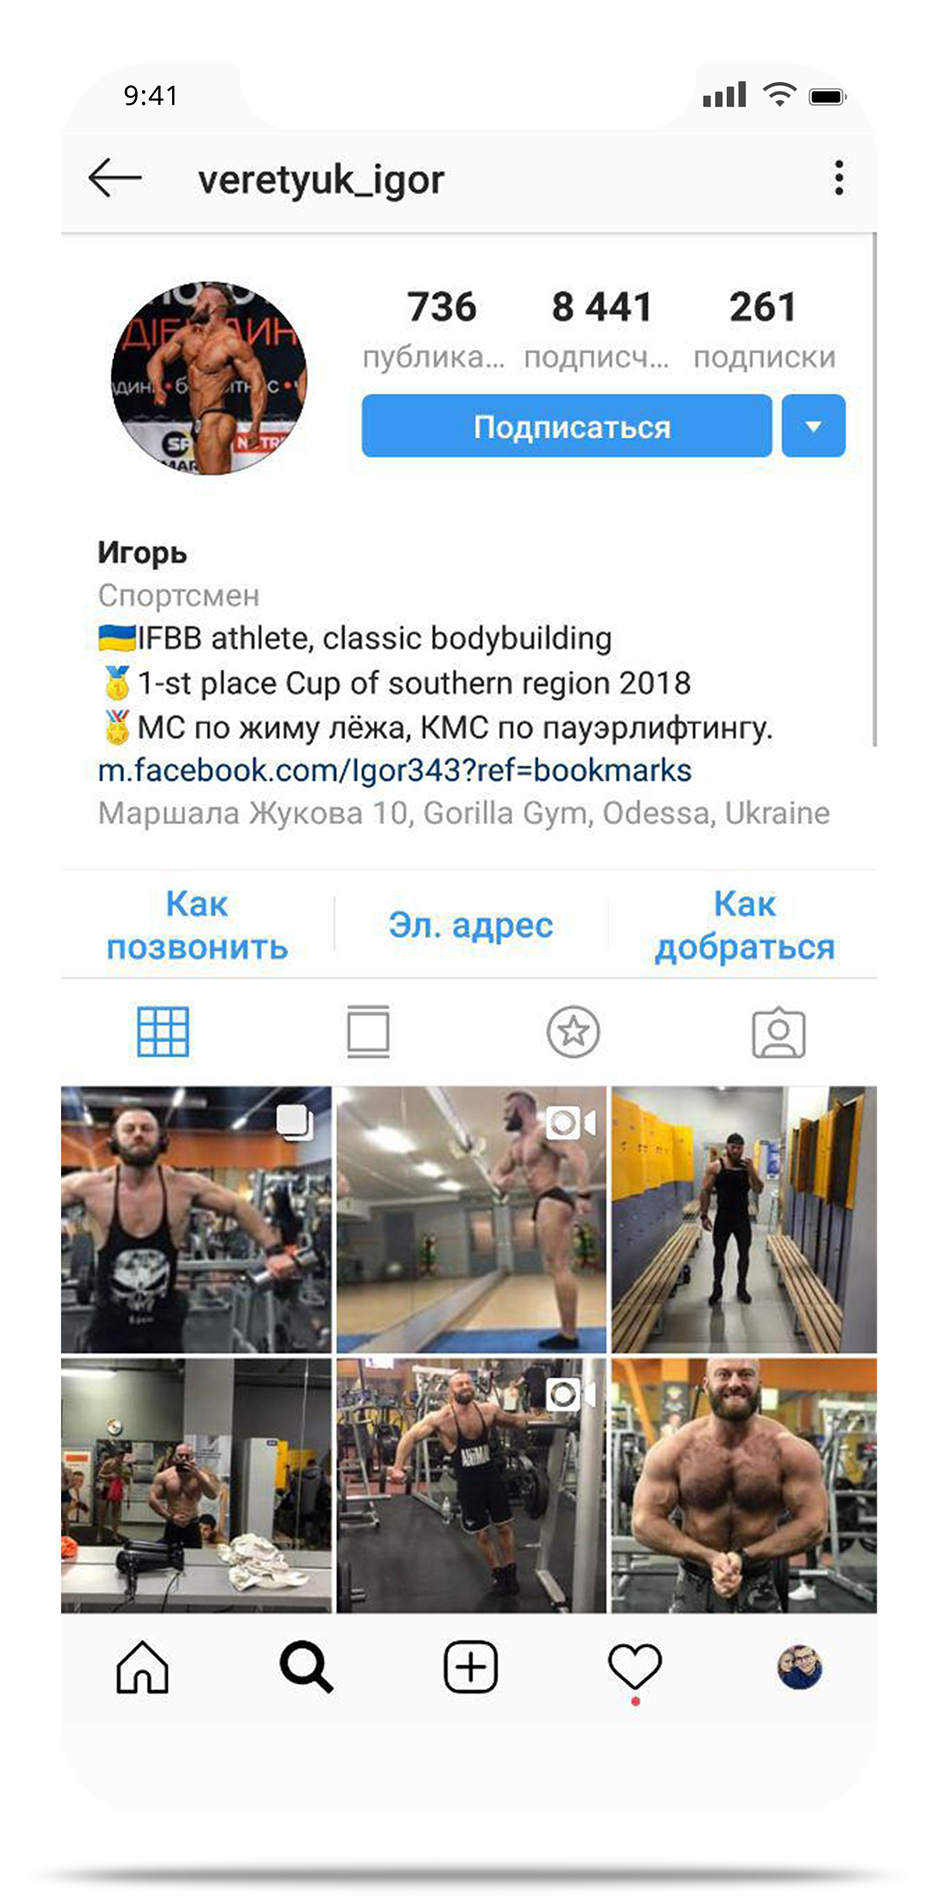 9:41
veretyuk_igor
736 8 441 261
публика... подписч... подписки
Подписаться
Игорь
Спортсмен
🇺🇦IFBB athlete, classic bodybuilding
🥇1-st place Cup of southern region 2018
🏅МС по жиму лёжа, КМС по пауэрлифтингу.
m.facebook.com/Igor343?ref=bookmarks
Маршала Жукова 10, Gorilla Gym, Odessa, Ukraine
Как позвонить
Эл. адрес
Как добраться
ANIMAL